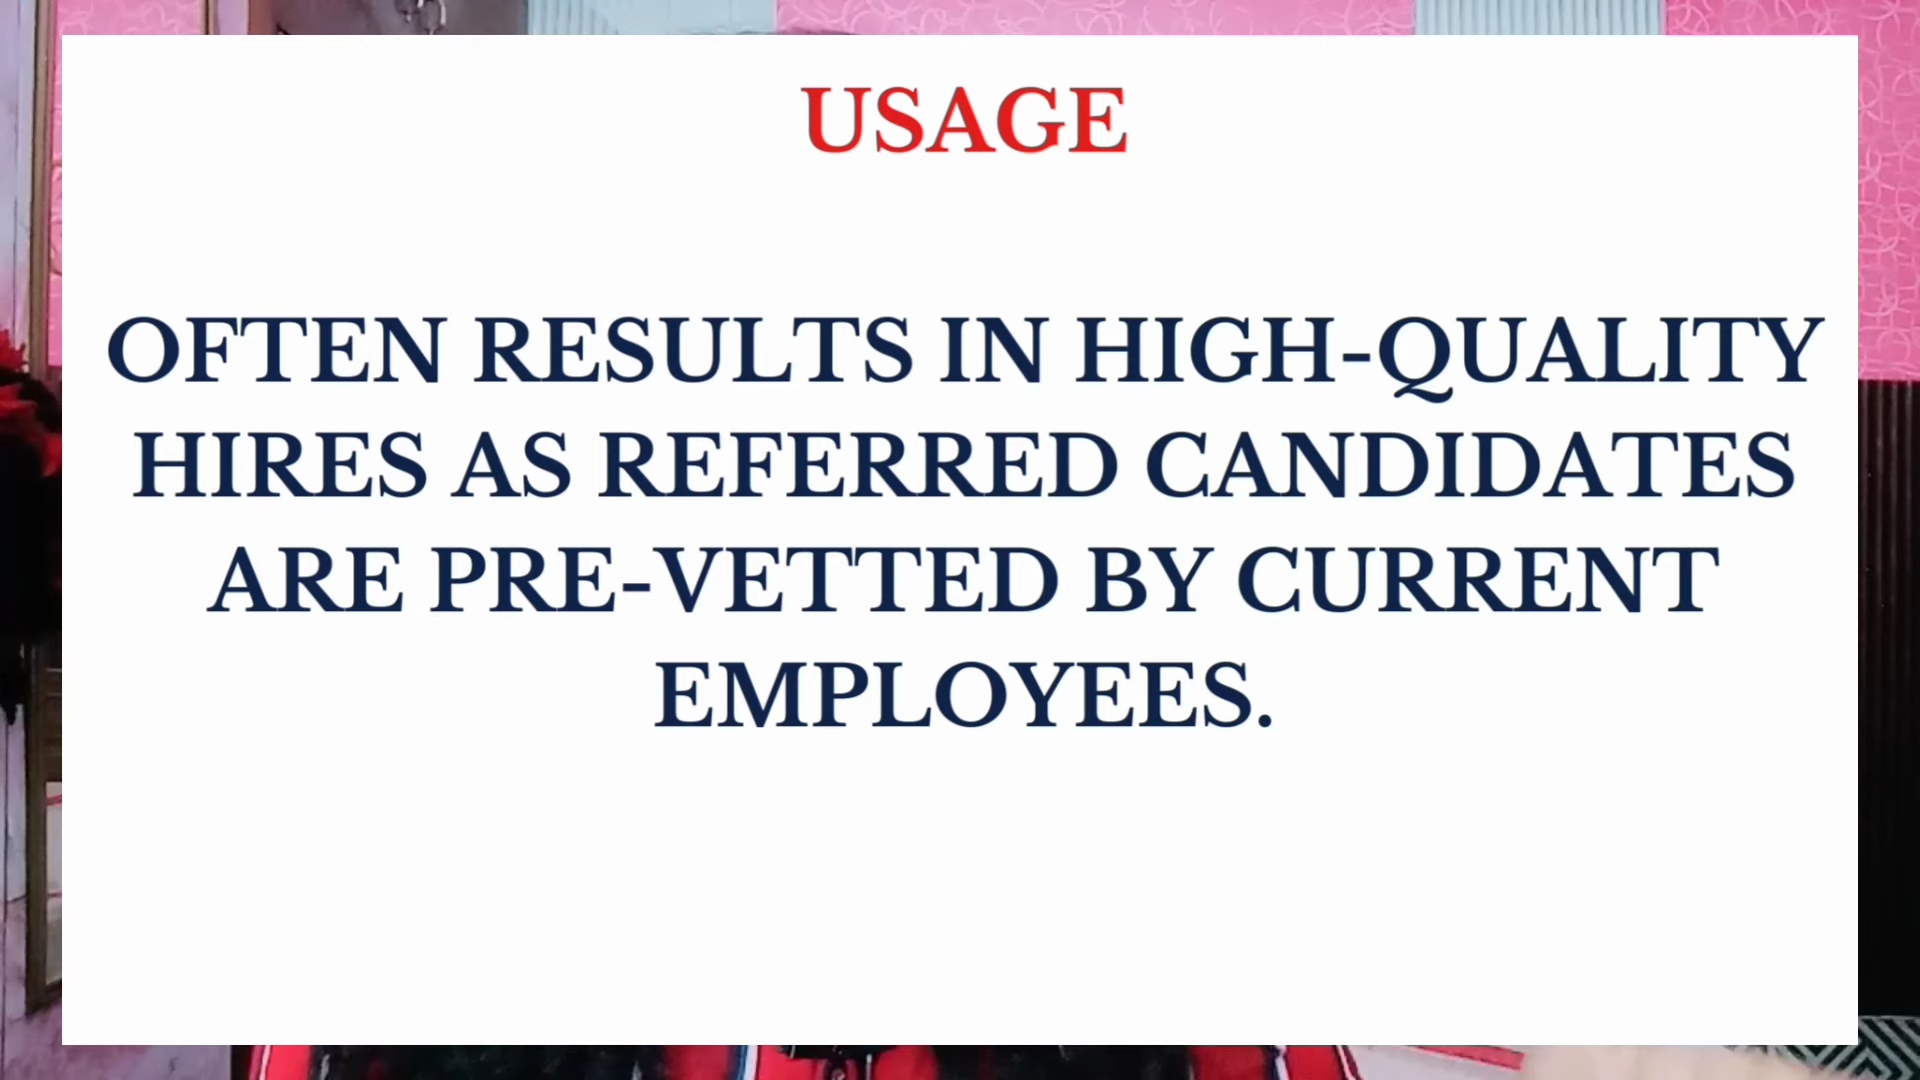 USAGE
OFTEN RESULTS IN HIGH-QUALITY
HIRES AS REFERRED CANDIDATES
ARE PRE-VETTED BY CURRENT
EMPLOYEES.